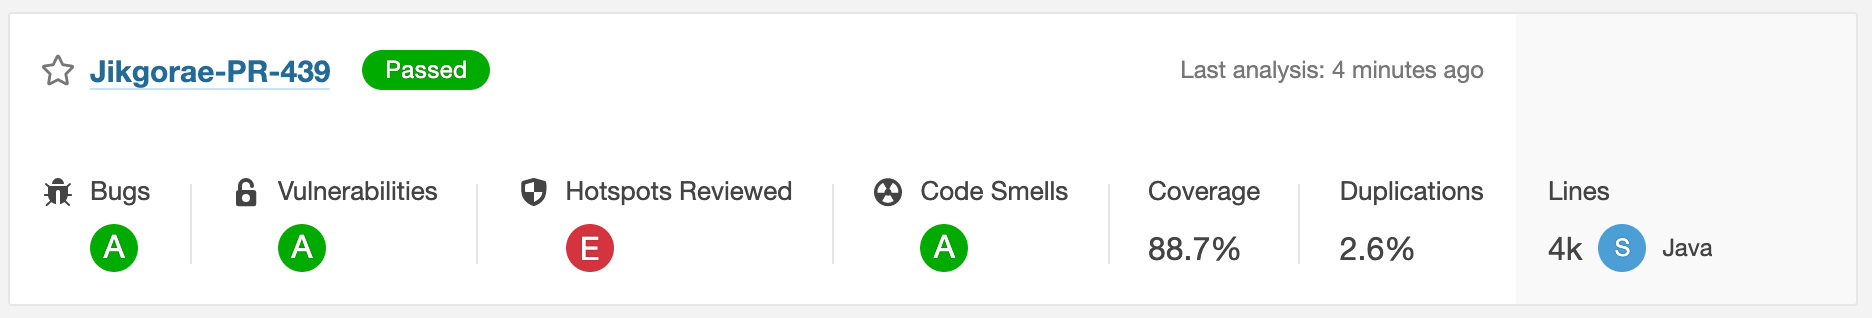 Jikgorae-PR-439 Passed Last analysis: 4 minutes ago
Bugs Vulnerabilities Hotspots Reviewed Code Smells Coverage Duplications Lines
A A E A 88.7% 2.6% 4k S Java